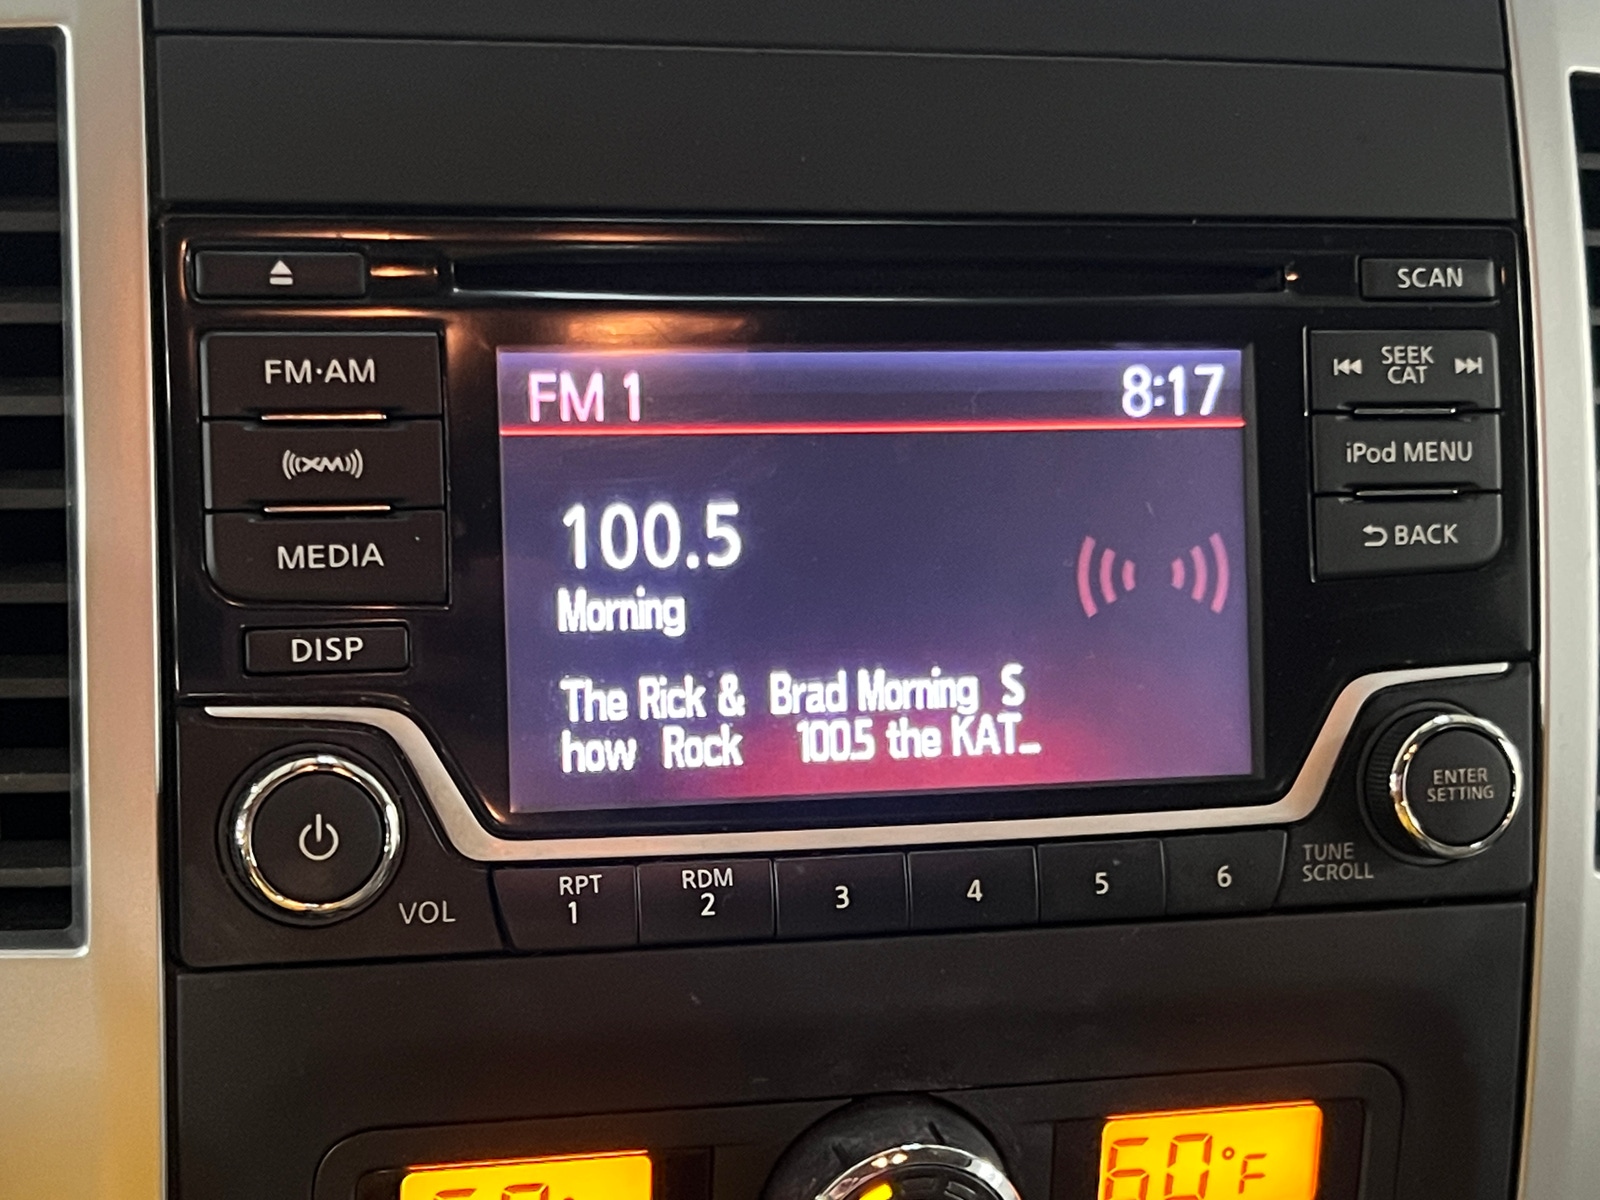 SCAN
FM·AM
SEEK
CAT
XM
iPod MENU
MEDIA
BACK
DISP
FM 1 8:17
100.5
Morning
The Rick & Brad Morning S
how Rock 100.5 the KAT...
ENTER
SETTING
TUNE
SCROLL
VOL
RPT
1
RDM
2
3
4
5
6
60°F